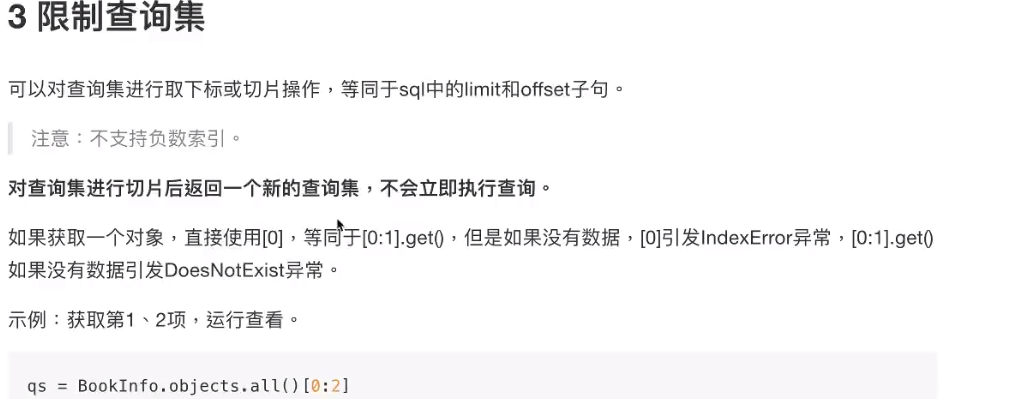 3 限制查询集
可以对查询集进行取下标或切片操作，等同于sql中的limit和offset子句。
注意：不支持负数索引。
对查询集进行切片后返回一个新的查询集，不会立即执行查询。
如果获取一个对象，直接使用[0]，等同于[0:1].get()，但是如果没有数据，[0]引发IndexError异常，[0:1].get()
如果没有数据引发DoesNotExist异常。
示例：获取第1、2项，运行查看。
qs = BookInfo.objects.all()[0:2]